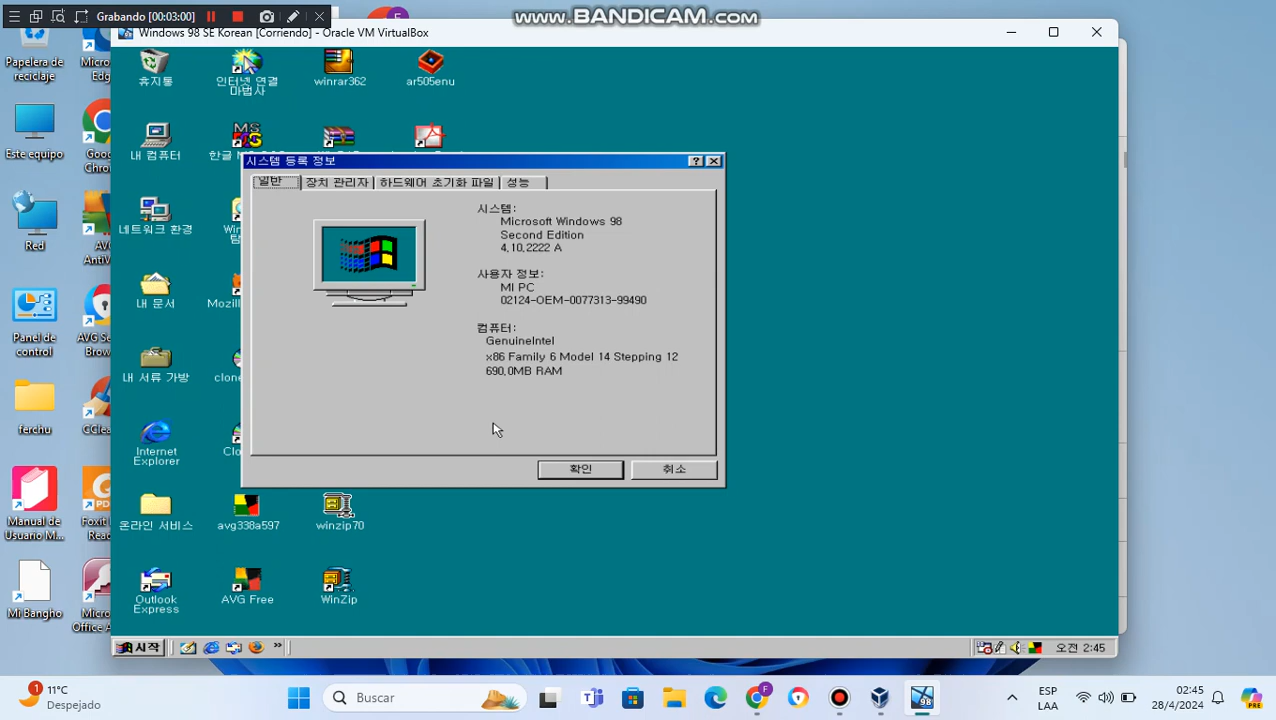 Grabando 00:03:00
WWW.BANDICAM.COM
Windows 98 SE Korean [Corriendo] - Oracle VM VirtualBox
Papelera de
reciclaje
Este equipo
Red
Panel de
control
ferchu
Manual de
Usuario M...
Mi Bangho
휴지통
인터넷 연결
마법사
winrar362
ar505enu
내 컴퓨터
네트워크 환경
내 문서
내 서류 가방
Internet
Explorer
온라인 서비스
avg338a597
winzip70
Outlook
Express
AVG Free
WinZip
시스템 등록 정보
일반
장치 관리자
하드웨어 초기화 파일
성능
시스템:
Microsoft Windows 98
Second Edition
4.10.2222 A
사용자 정보:
MI PC
02124-OEM-0077313-99490
컴퓨터:
GenuineIntel
x86 Family 6 Model 14 Stepping 12
690.0MB RAM
확인
취소
시작
오전 2:45
11°C
Despejado
1
Buscar
ESP
LAA
02:45
28/4/2024